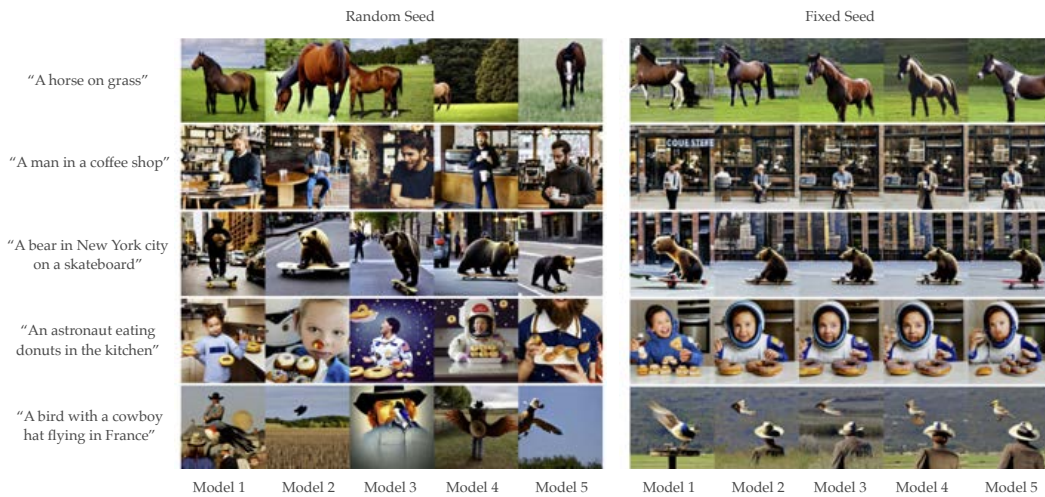 Random Seed
Fixed Seed
“A horse on grass”
“A man in a coffee shop”
“A bear in New York city
on a skateboard”
“An astronaut eating
donuts in the kitchen”
“A bird with a cowboy
hat flying in France”
Model 1 Model 2 Model 3 Model 4 Model 5
Model 1 Model 2 Model 3 Model 4 Model 5